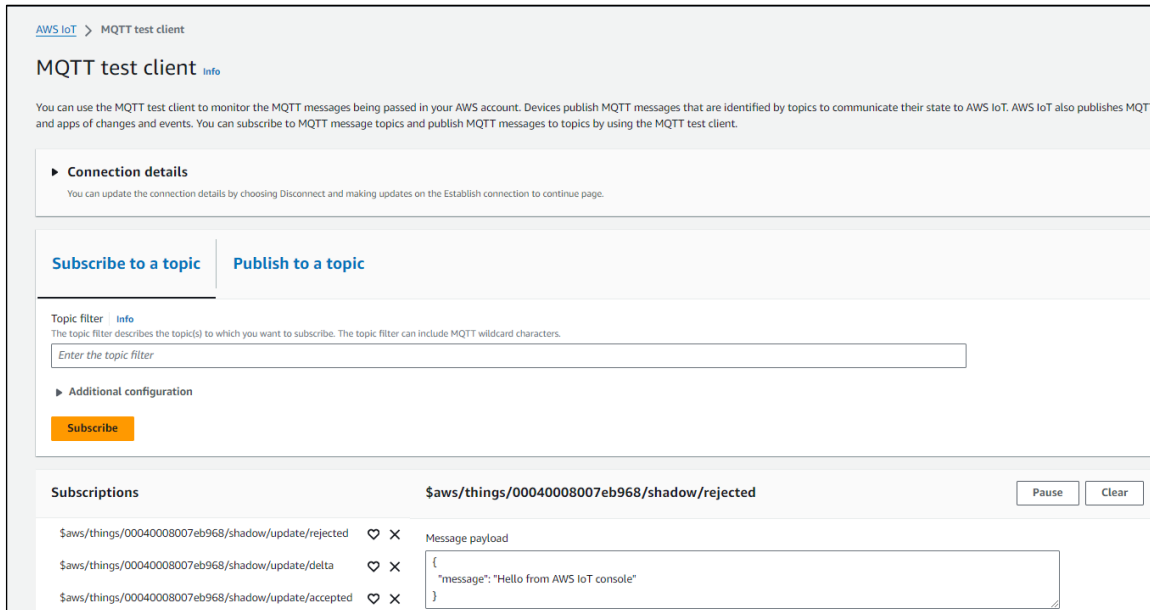 AWS IoT > MQTT test client
MQTT test client Info
You can use the MQTT test client to monitor the MQTT messages being passed in your AWS account. Devices publish MQTT messages that are identified by topics to communicate their state to AWS IoT. AWS IoT also publishes MQT
and apps of changes and events. You can subscribe to MQTT message topics and publish MQTT messages to topics by using the MQTT test client.
Connection details
You can update the connection details by choosing Disconnect and making updates on the Establish connection to continue page.
Subscribe to a topic Publish to a topic
Topic filter Info
The topic filter describes the topic(s) to which you want to subscribe. The topic filter can include MQTT wildcard characters.
Enter the topic filter
Additional configuration
Subscribe
Subscriptions
$aws/things/00040008007eb968/shadow/update/rejected
$aws/things/00040008007eb968/shadow/update/delta
$aws/things/00040008007eb968/shadow/update/accepted
$aws/things/00040008007eb968/shadow/rejected Pause Clear
Message payload
{
"message": "Hello from AWS IoT console"
}